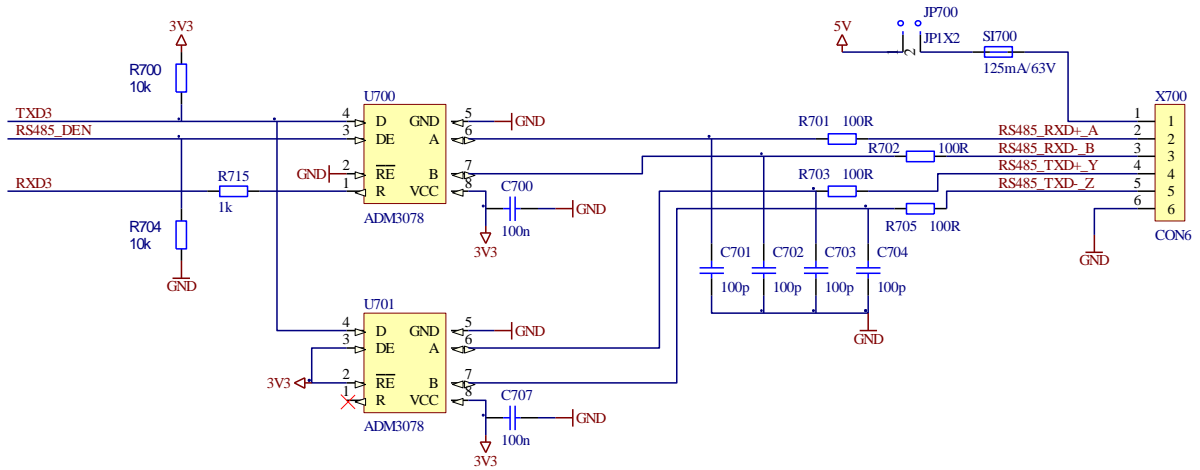 3V3
R700
10k
TXD3
RS485_DEN
GND
RXD3
R715
1k
R704
10k
GND
U700
4 D GND 5 GND
3 DE A 6
2 RE B 7
1 R VCC 8
ADM3078
C700
100n
GND
3V3
U701
4 D GND 5 GND
3 DE A 6
3V3
2 RE B 7
1 R VCC 8
ADM3078
C707
100n
GND
3V3
5V
JP700
JP1X2
1 2
SI700
125mA/63V
R701 100R
R702 100R
R703 100R
R705 100R
RS485_RXD+_A
RS485_RXD-_B
RS485_TXD+_Y
RS485_TXD-_Z
C701 C702 C703 C704
100p 100p 100p 100p
GND
GND
X700
1 1
2 2
3 3
4 4
5 5
6 6
CON6